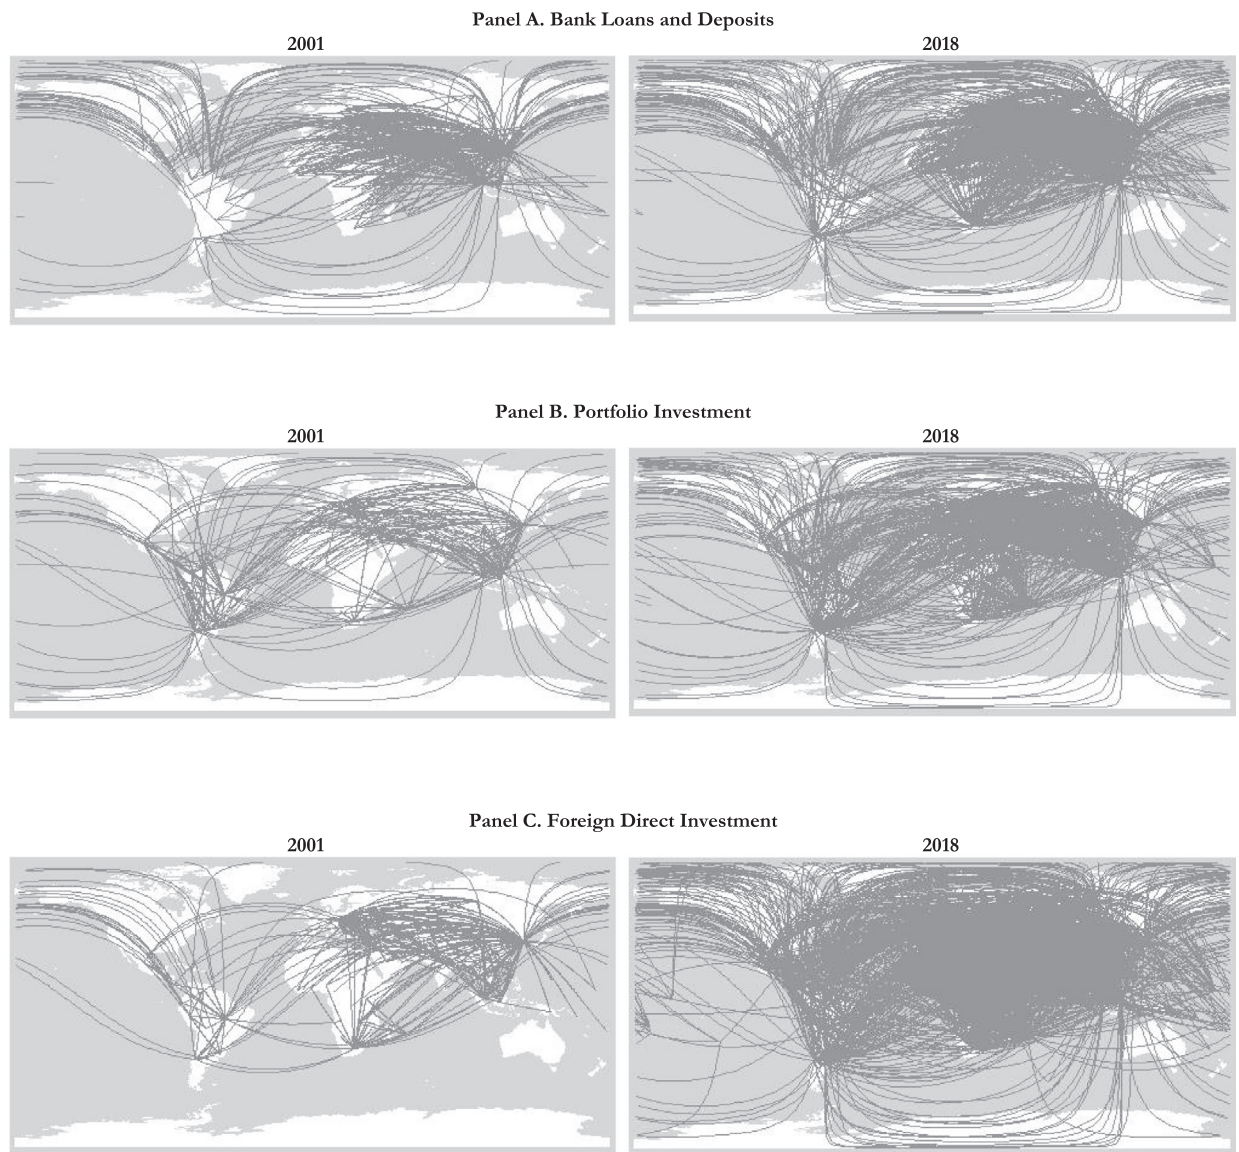 Panel A. Bank Loans and Deposits
2001
2018
Panel B. Portfolio Investment
2001
2018
Panel C. Foreign Direct Investment
2001
2018